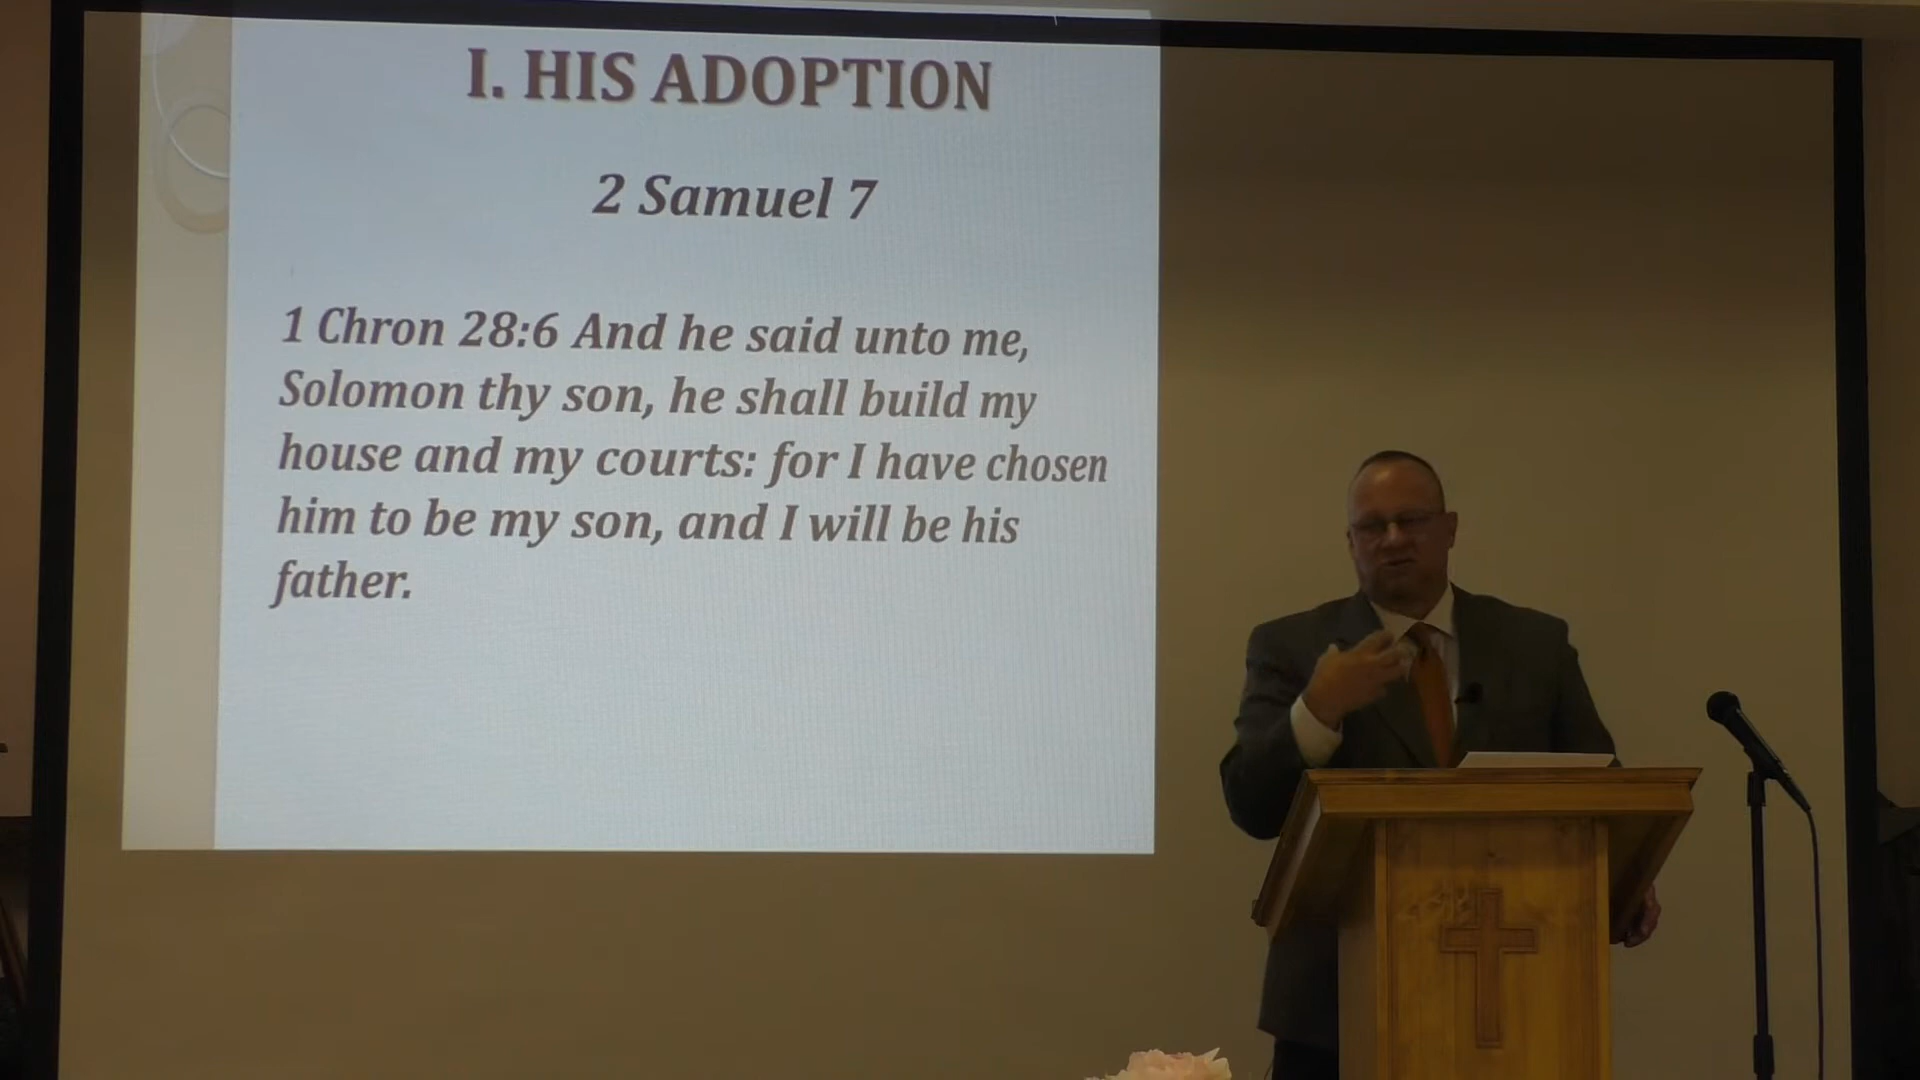 I. HIS ADOPTION
2 Samuel 7
1 Chron 28:6 And he said unto me,
Solomon thy son, he shall build my
house and my courts: for I have chosen
him to be my son, and I will be his
father.